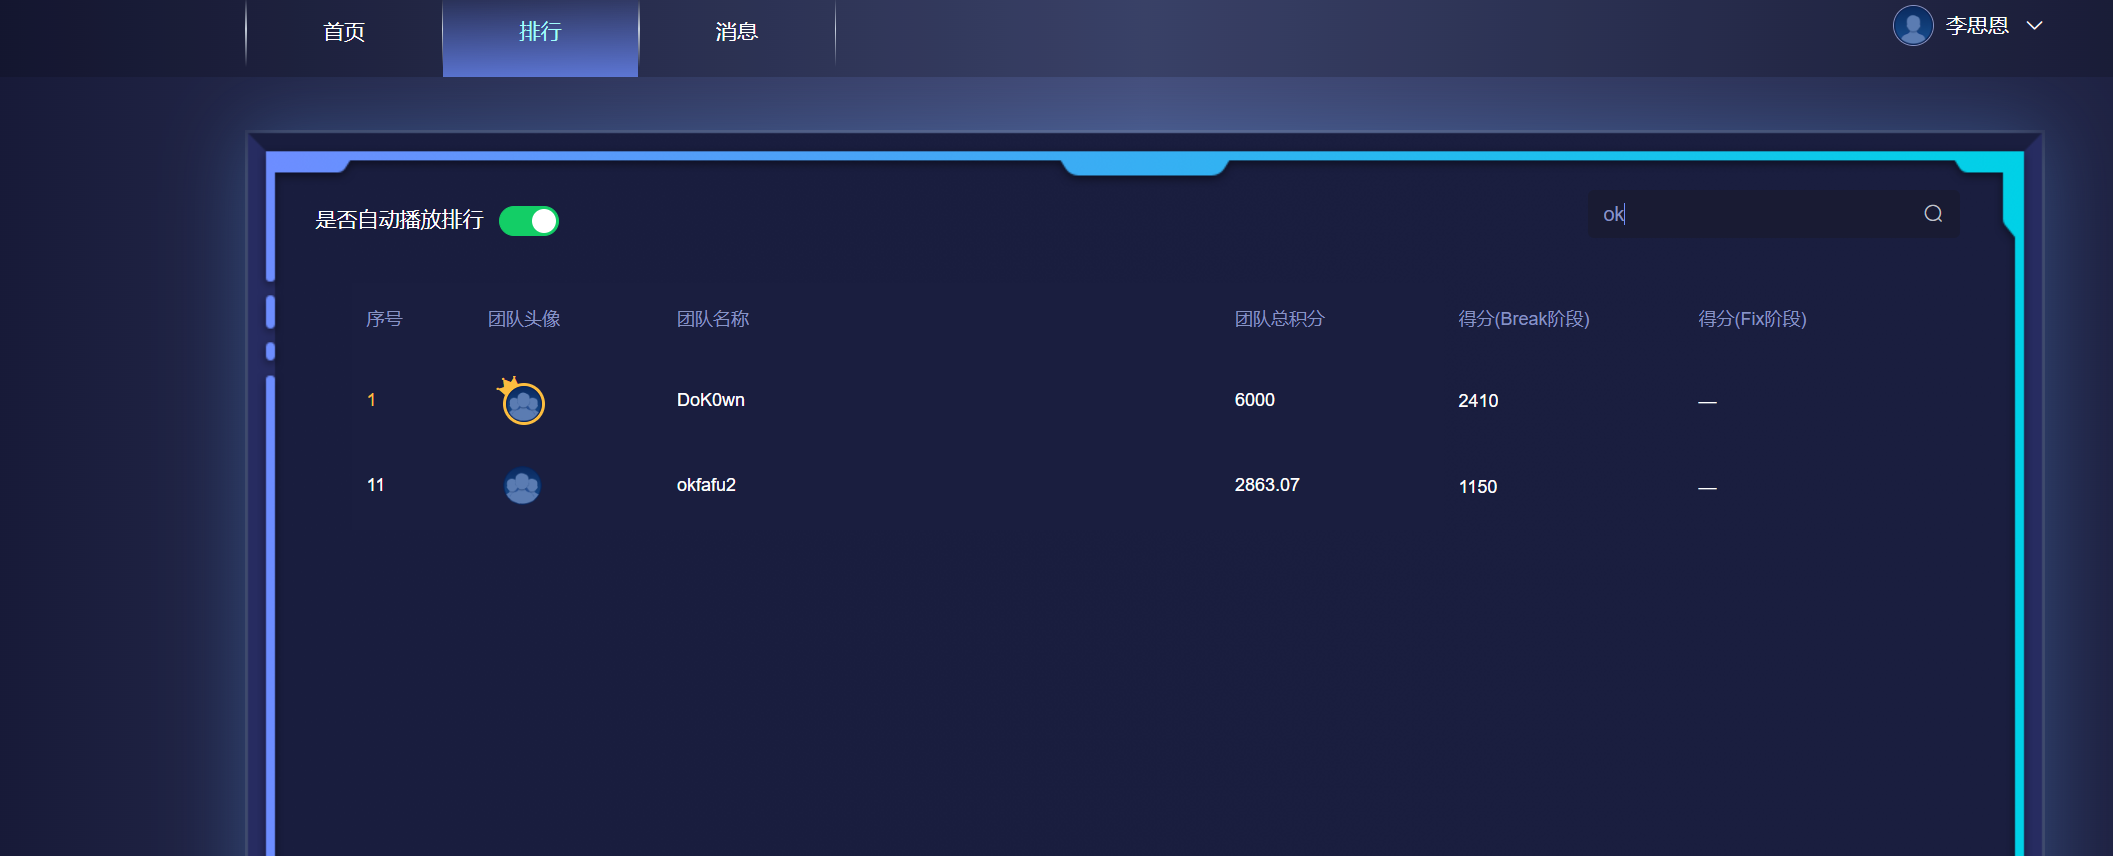 首页 排行 消息 李思恩
是否自动播放排行 ok
序号 团队头像 团队名称 团队总积分 得分(Break阶段) 得分(Fix阶段)
1 DoK0wn 6000 2410 —
11 okfafu2 2863.07 1150 —